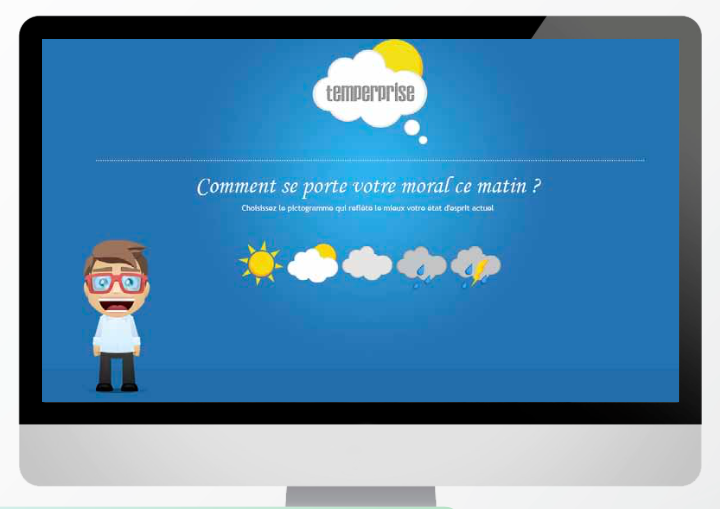 temperprise
Comment se porte votre moral ce matin ?
Choisissez le pictogramme qui reflète le mieux votre état d'esprit actuel